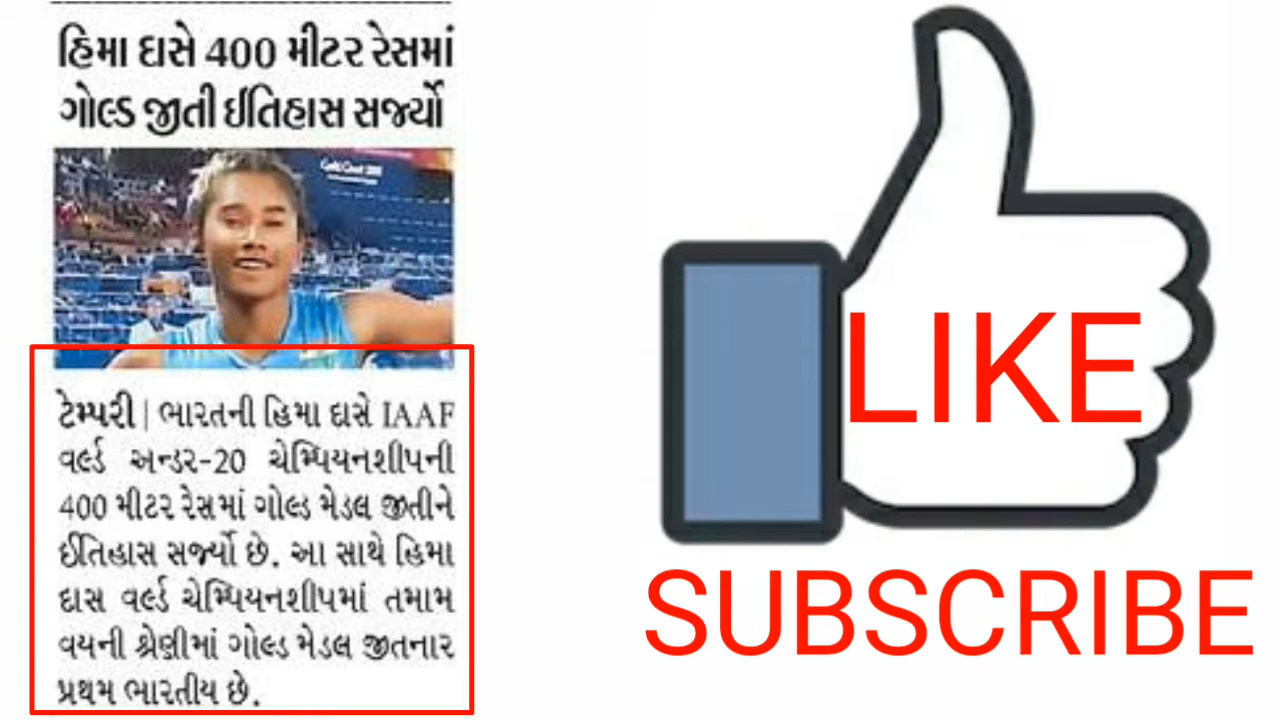 હિમા દાસે 400 મીટર રેસમાં
ગોલ્ડ જીતી ઈતિહાસ સર્જ્યો
ટેમ્પરી | ભારતની હિમા દાસે IAAF
વર્લ્ડ અન્ડર-20 ચેમ્પિયનશીપની
400 મીટર રેસમાં ગોલ્ડ મેડલ જીતીને
ઈતિહાસ સર્જ્યો છે. આ સાથે હિમા
દાસ વર્લ્ડ ચેમ્પિયનશીપમાં તમામ
વયની શ્રેણીમાં ગોલ્ડ મેડલ જીતનાર
પ્રથમ ભારતીય છે.
LIKE
SUBSCRIBE